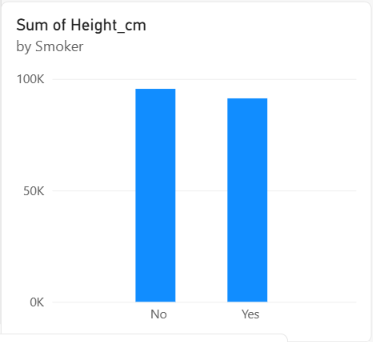 Sum of Height_cm
by Smoker
100K
50K
0K
No Yes